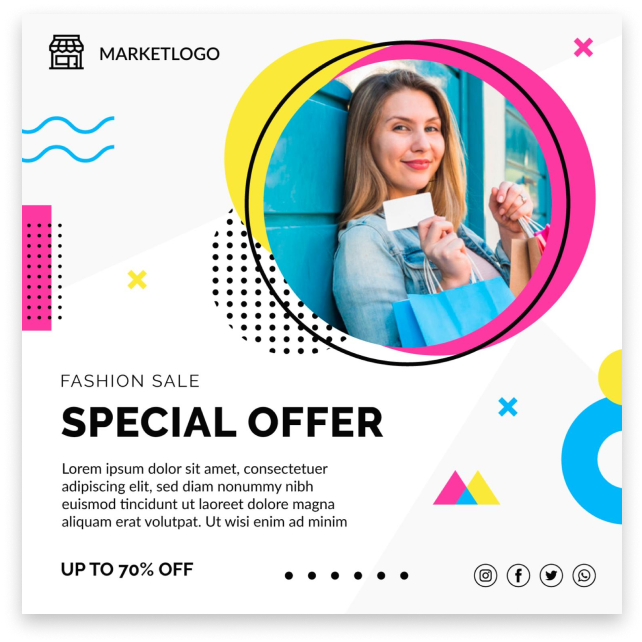 MARKETLOGO
FASHION SALE
SPECIAL OFFER
Lorem ipsum dolor sit amet, consectetuer
adipiscing elit, sed diam nonummy nibh
euismod tincidunt ut laoreet dolore magna
aliquam erat volutpat. Ut wisi enim ad minim
UP TO 70% OFF